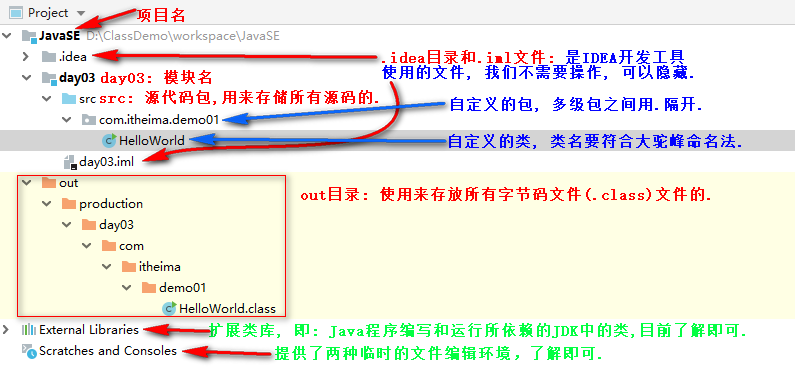 Project
项目名
JavaSE D:\ClassDemo\workspace\JavaSE
.idea
.idea目录和.iml文件: 是IDEA开发工具
使用的文件, 我们不需要操作, 可以隐藏.
day03 day03: 模块名
src src: 源代码包,用来存储所有源码的.
com.itheima.demo01
自定义的包, 多级包之间用.隔开.
HelloWorld
自定义的类, 类名要符合大驼峰命名法.
day03.iml
out
out目录: 使用来存放所有字节码文件(.class)文件的.
production
day03
com
itheima
demo01
HelloWorld.class
External Libraries
扩展类库, 即: Java程序编写和运行所依赖的JDK中的类,目前了解即可.
Scratches and Consoles
提供了两种临时的文件编辑环境, 了解即可.